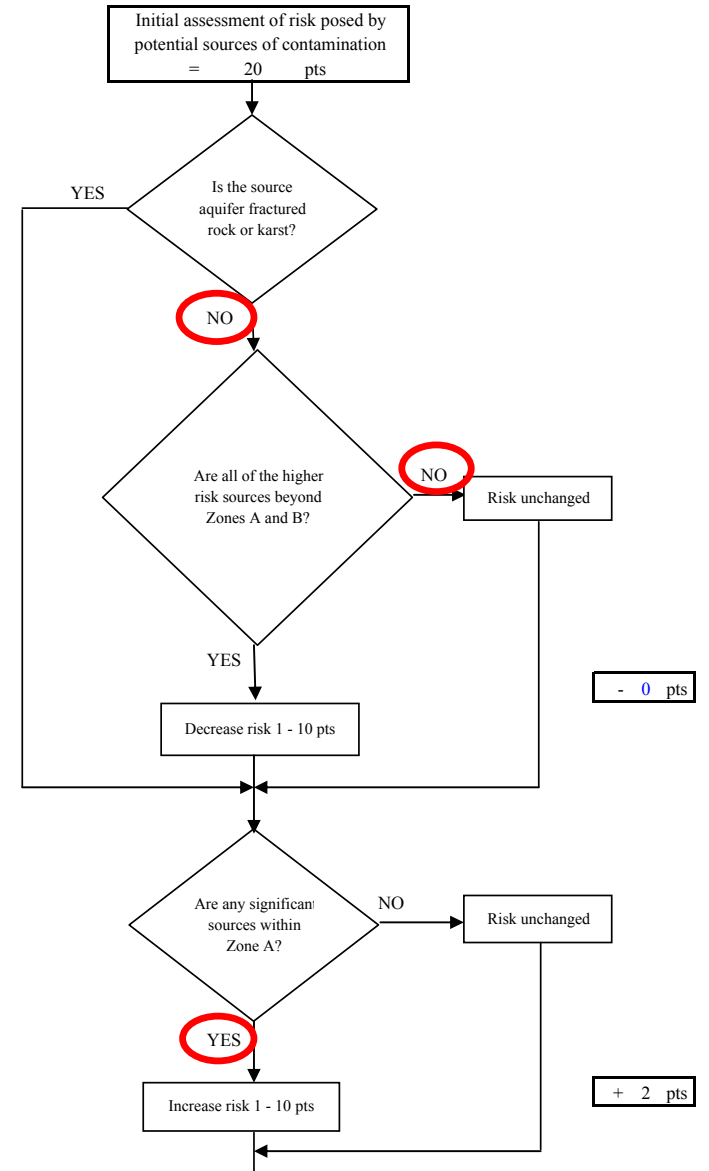 Initial assessment of risk posed by
potential sources of contamination
= 20 pts
Is the source
aquifer fractured
rock or karst?
YES
NO
Are all of the higher
risk sources beyond
Zones A and B?
NO
Risk unchanged
YES
- 0 pts
Decrease risk 1 - 10 pts
Are any significant
sources within
Zone A?
NO
Risk unchanged
YES
+ 2 pts
Increase risk 1 - 10 pts